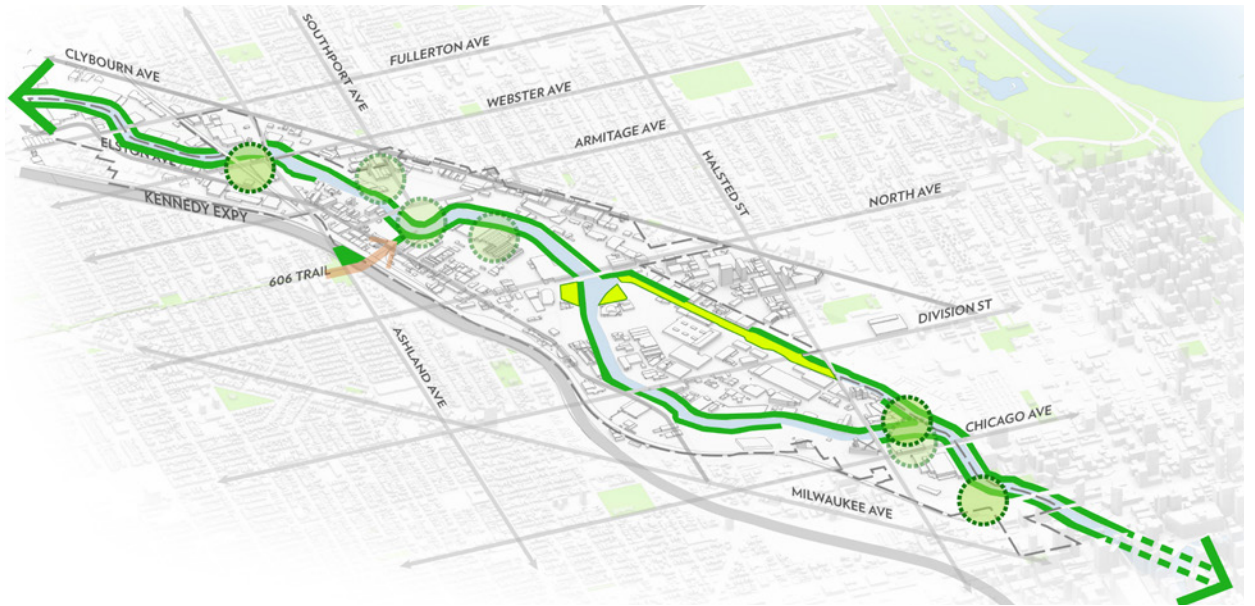 CLYBOURN AVE
SOUTHPORT AVE
FULLERTON AVE
WEBSTER AVE
ARMITAGE AVE
ELSTON AVE
HALSTED ST
NORTH AVE
KENNEDY EXPY
606 TRAIL
DIVISION ST
ASHLAND AVE
CHICAGO AVE
MILWAUKEE AVE